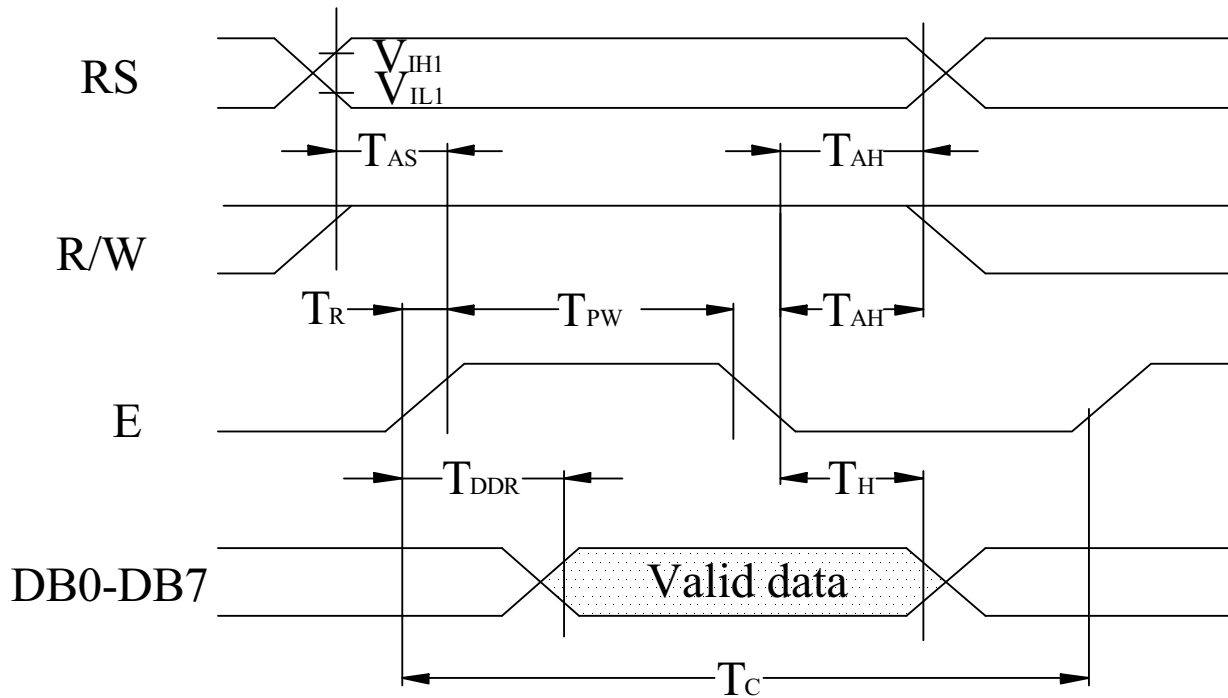 RS
VIH1
VIL1
TAS
TAH
R/W
TR
TPW
TAH
E
TDDR
TH
DB0-DB7
Valid data
TC